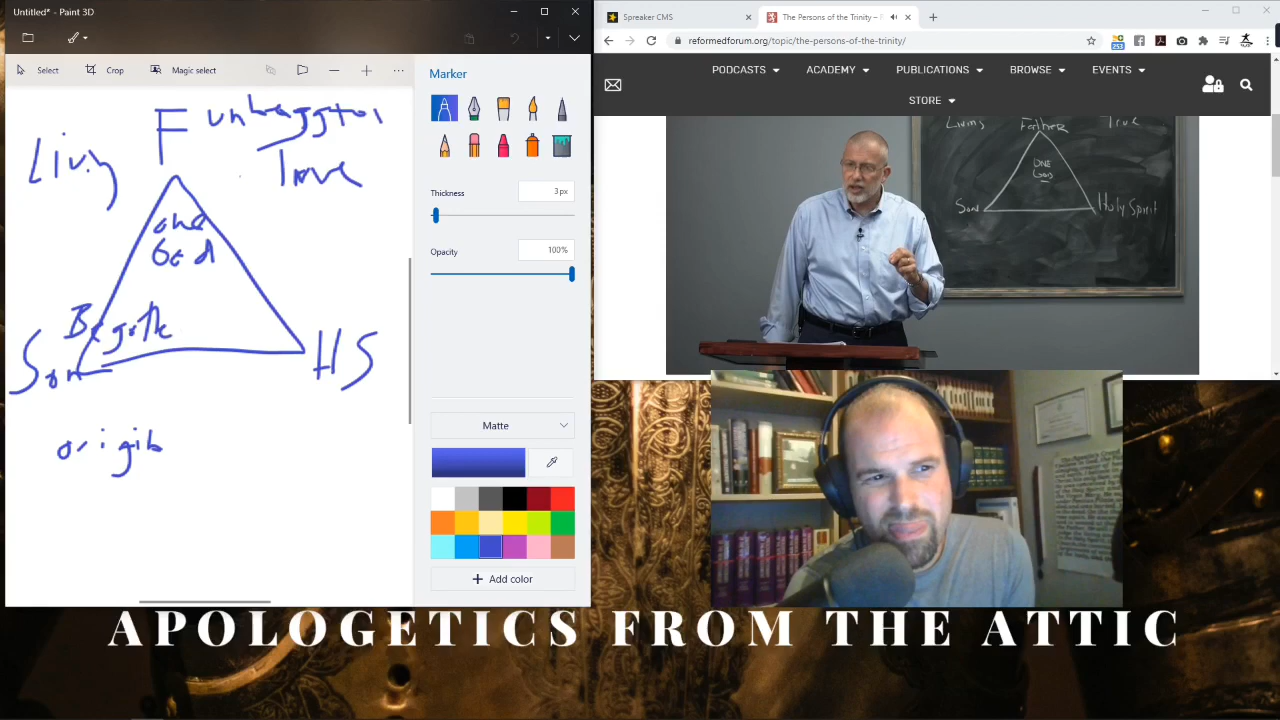 Untitled* - Paint 3D
Select
Crop
Magic select
Marker
Thickness
3px
Opacity
100%
Matte
Add color
F
Living
True
one
God
Son
HS
Spreaker CMS
The Persons of the Trinity –
reformedforum.org/topic/the-persons-of-the-trinity/
253
PODCASTS
ACADEMY
PUBLICATIONS
BROWSE
EVENTS
STORE
Living
Father
True
ONE
God
Son
Holy Spirit
APOLOGETICS FROM THE ATTIC